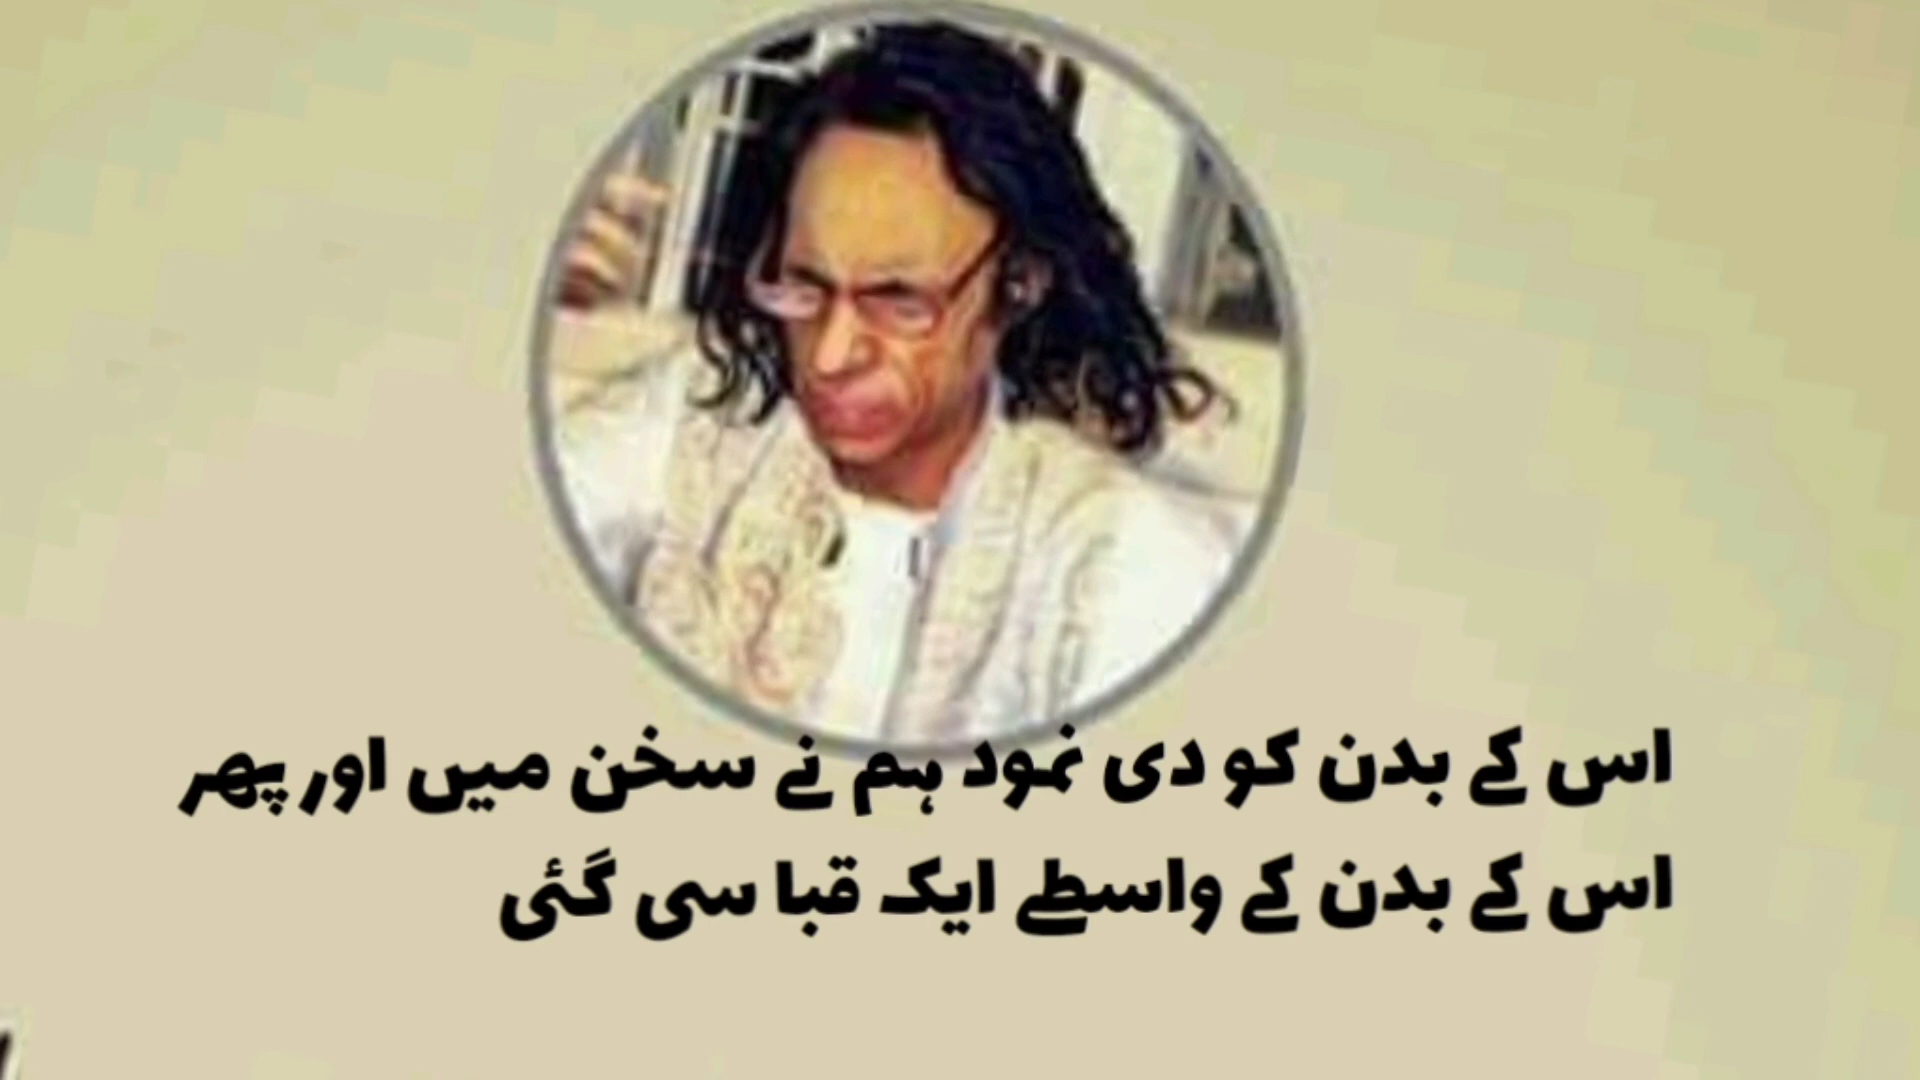 اس کے بدن کو دی نمود ہم نے سخن میں اور پھر
اس کے بدن کے واسطے ایک قبا سی گئی